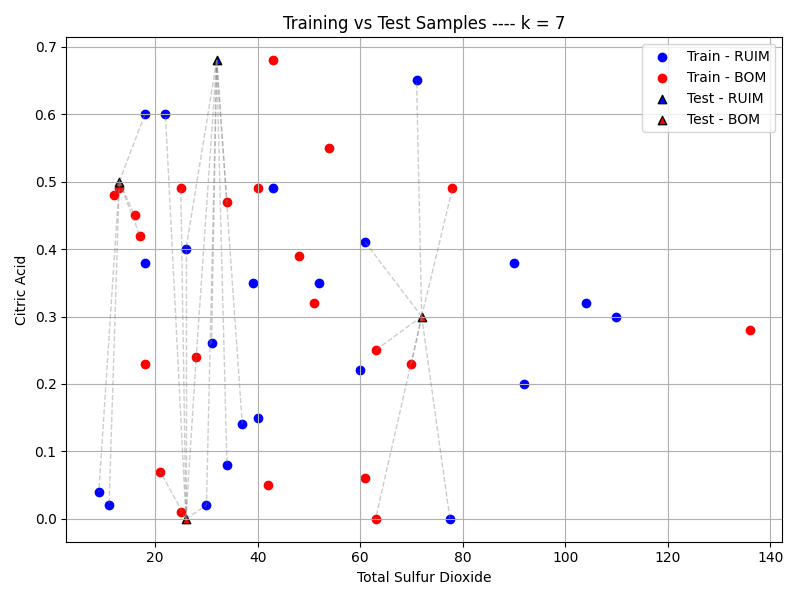 Training vs Test Samples ---- k = 7
0.7
0.6
0.5
0.4
0.3
0.2
0.1
0.0
Citric Acid
20
40
60
80
100
120
140
Total Sulfur Dioxide
Train - RUIM
Train - BOM
Test - RUIM
Test - BOM